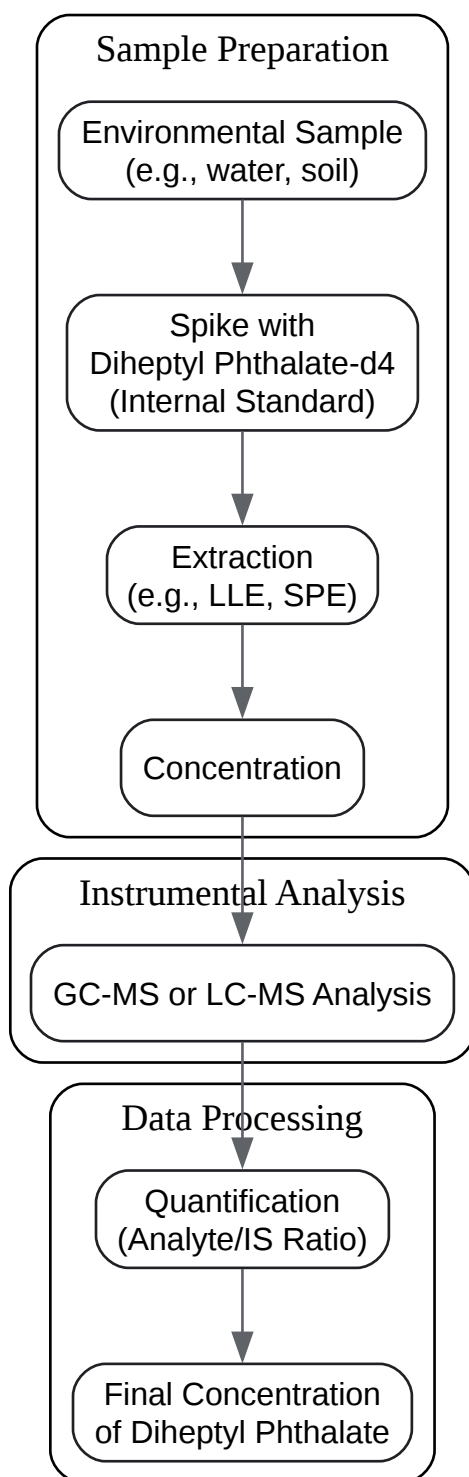 Sample Preparation
Environmental Sample
(e.g., water, soil)
Spike with
Diheptyl Phthalate-d4
(Internal Standard)
Extraction
(e.g., LLE, SPE)
Concentration
Instrumental Analysis
GC-MS or LC-MS Analysis
Data Processing
Quantification
(Analyte/IS Ratio)
Final Concentration
of Diheptyl Phthalate